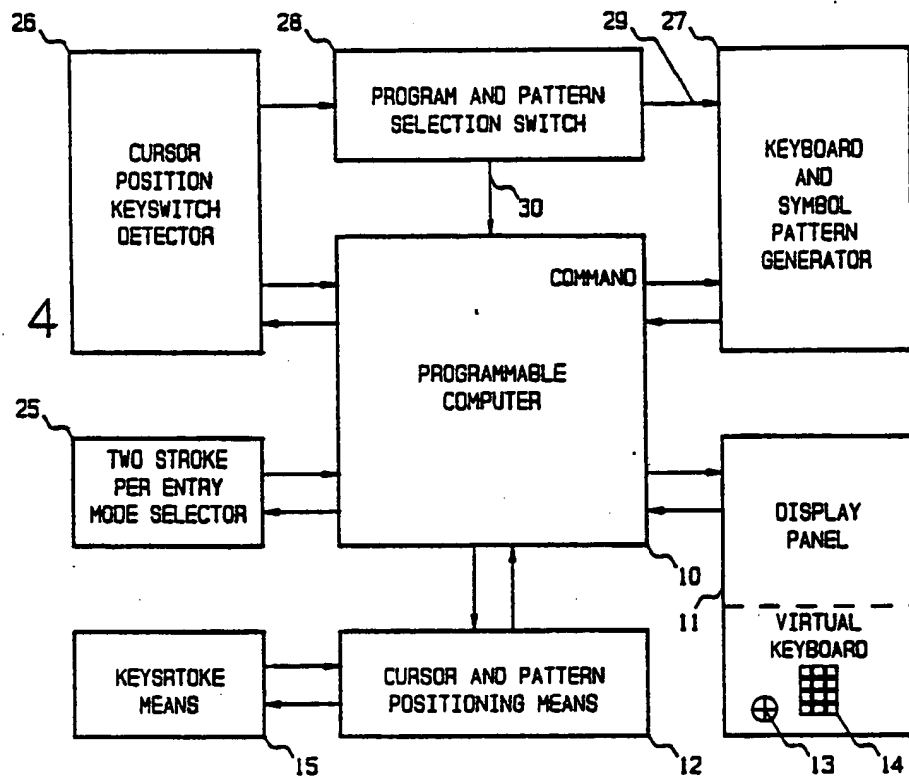 26
28
29
27
CURSOR
POSITION
KEYSWITCH
DETECTOR
PROGRAM AND PATTERN
SELECTION SWITCH
KEYBOARD
AND
SYMBOL
PATTERN
GENERATOR
30
COMMAND
4
PROGRAMMABLE
COMPUTER
25
TWO STROKE
PER ENTRY
MODE SELECTOR
DISPLAY
PANEL
10
11
VIRTUAL
KEYBOARD
KEYSRTOKE
MEANS
CURSOR AND PATTERN
POSITIONING MEANS
15
12
13
14